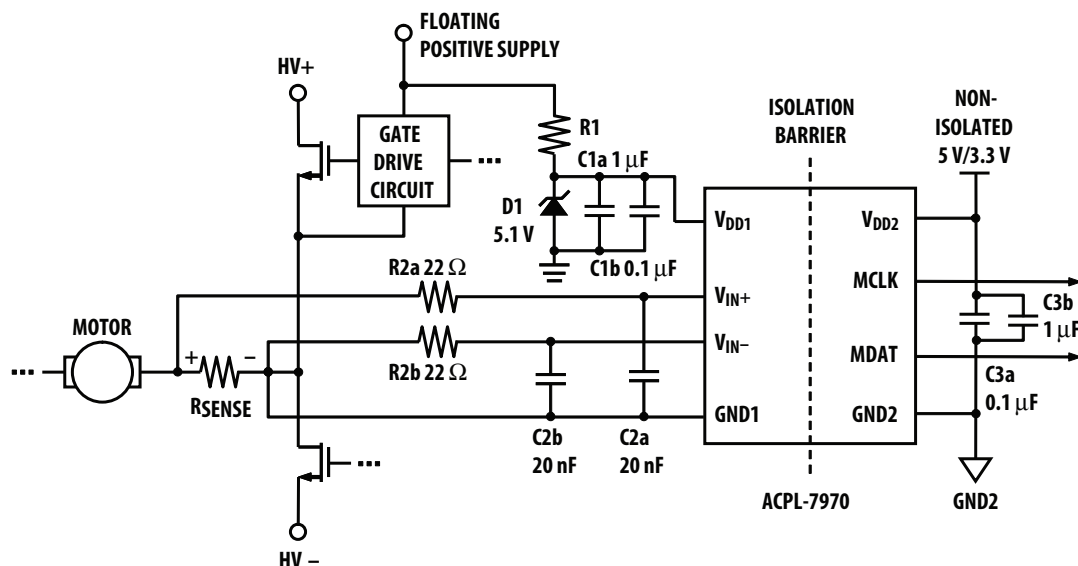 FLOATING
POSITIVE SUPPLY
HV+
GATE
DRIVE
CIRCUIT
R1
C1a 1 μF
D1
5.1 V
C1b 0.1 μF
ISOLATION
BARRIER
NON-
ISOLATED
5 V/3.3 V
VDD1
VDD2
R2a 22 Ω
VIN+
MCLK
C3b
1 μF
MOTOR
+
–
RSENSE
R2b 22 Ω
VIN–
MDAT
C3a
0.1 μF
GND1
GND2
C2b
20 nF
C2a
20 nF
ACPL-7970
GND2
HV –